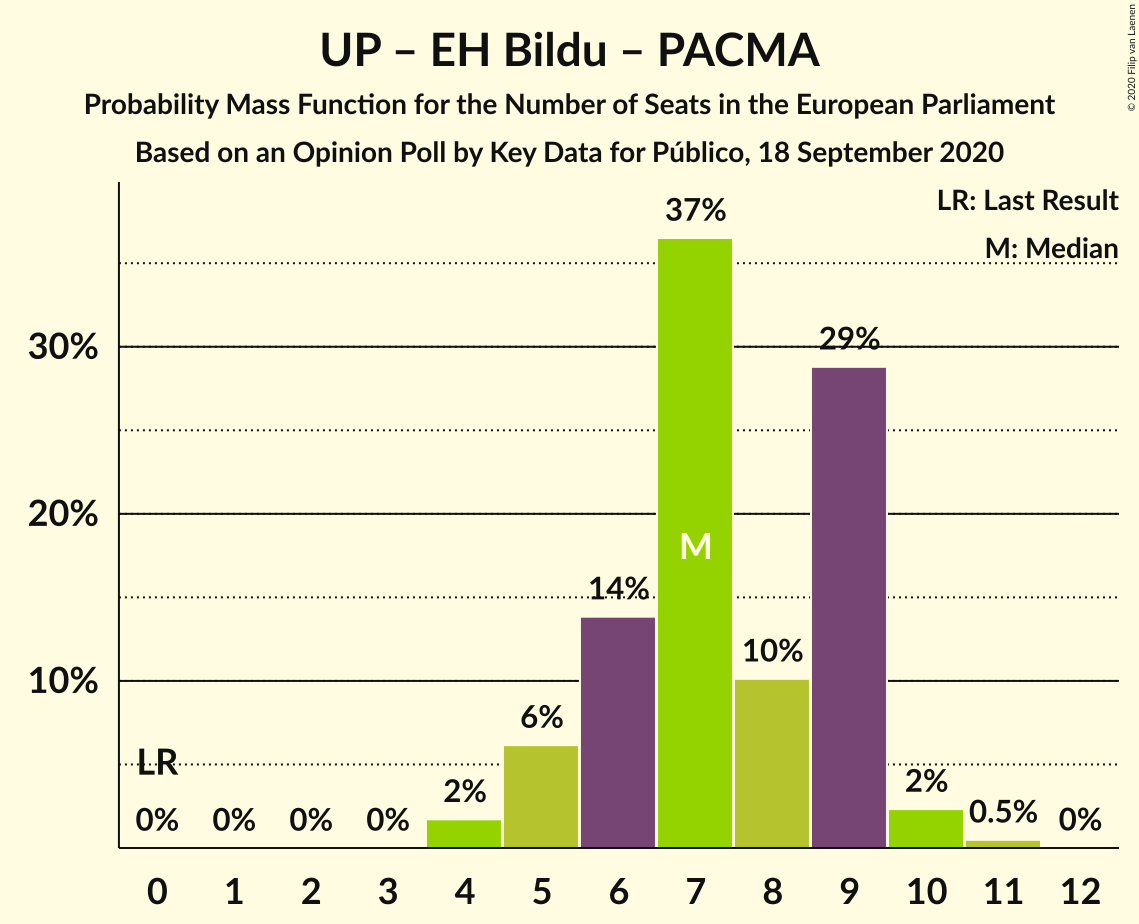 UP – EH Bildu – PACMA
Probability Mass Function for the Number of Seats in the European Parliament
Based on an Opinion Poll by Key Data for Público, 18 September 2020
© 2020 Filip van Laenen
LR: Last Result
M: Median
37%
30%
29%
20%
M
14%
10%
10%
6%
LR
2%
2%
0.5%
0% 0% 0% 0% 0%
0 1 2 3 4 5 6 7 8 9 10 11 12